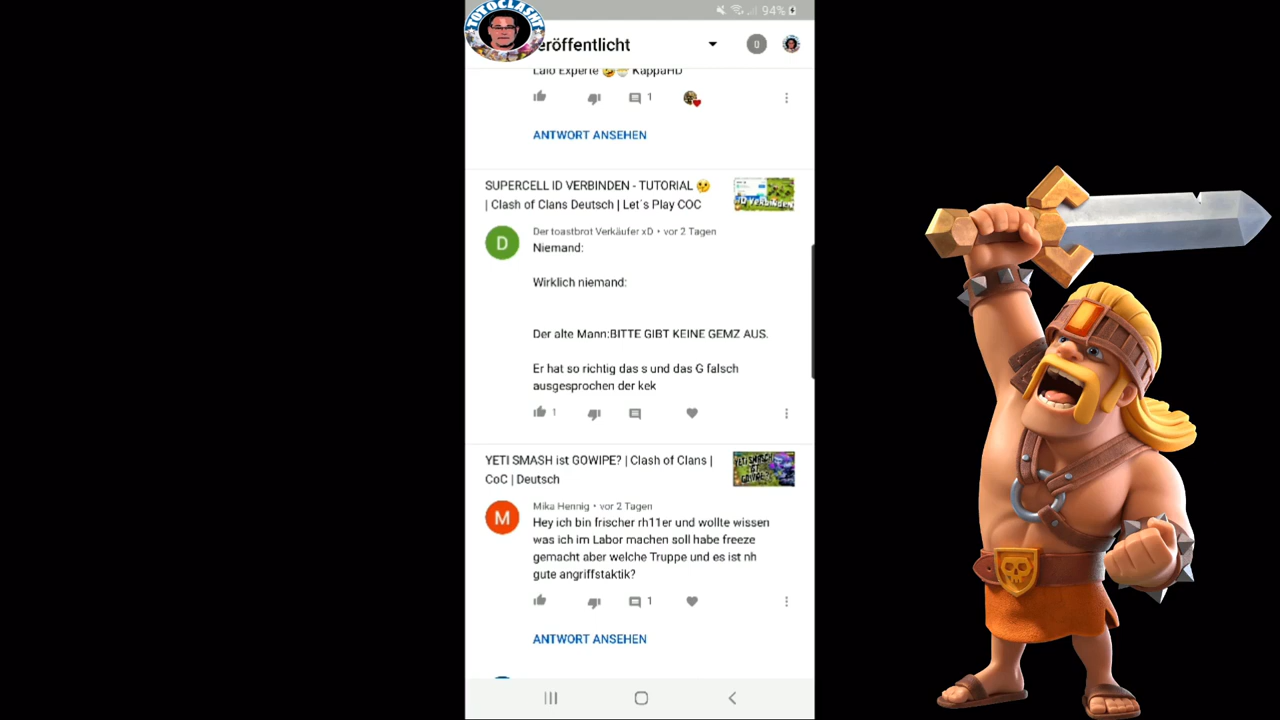 TOTOCLASHT
94%
eröffentlicht
0
Lalo Experte 🤣 KappaHD
1
ANTWORT ANSEHEN
SUPERCELL ID VERBINDEN - TUTORIAL 🤔
| Clash of Clans Deutsch | Let´s Play COC
ID VERBINDEN
D
Der toastbrot Verkäufer xD • vor 2 Tagen
Niemand:
Wirklich niemand:
Der alte Mann:BITTE GIBT KEINE GEMZ AUS.
Er hat so richtig das s und das G falsch
ausgesprochen der kek
1
YETI SMASH ist GOWIPE? | Clash of Clans |
CoC | Deutsch
YETI SMASH
IST
GOWIPE?
M
Mika Hennig • vor 2 Tagen
Hey ich bin frischer rh11er und wollte wissen
was ich im Labor machen soll habe freeze
gemacht aber welche Truppe und es ist nh
gute angriffstaktik?
1
ANTWORT ANSEHEN